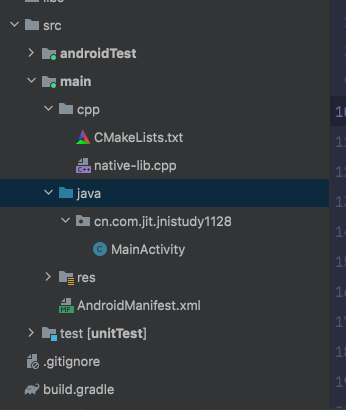 src
androidTest
main
cpp
CMakeLists.txt
native-lib.cpp
java
cn.com.jit.jnistudy1128
MainActivity
res
AndroidManifest.xml
test [unitTest]
.gitignore
build.gradle